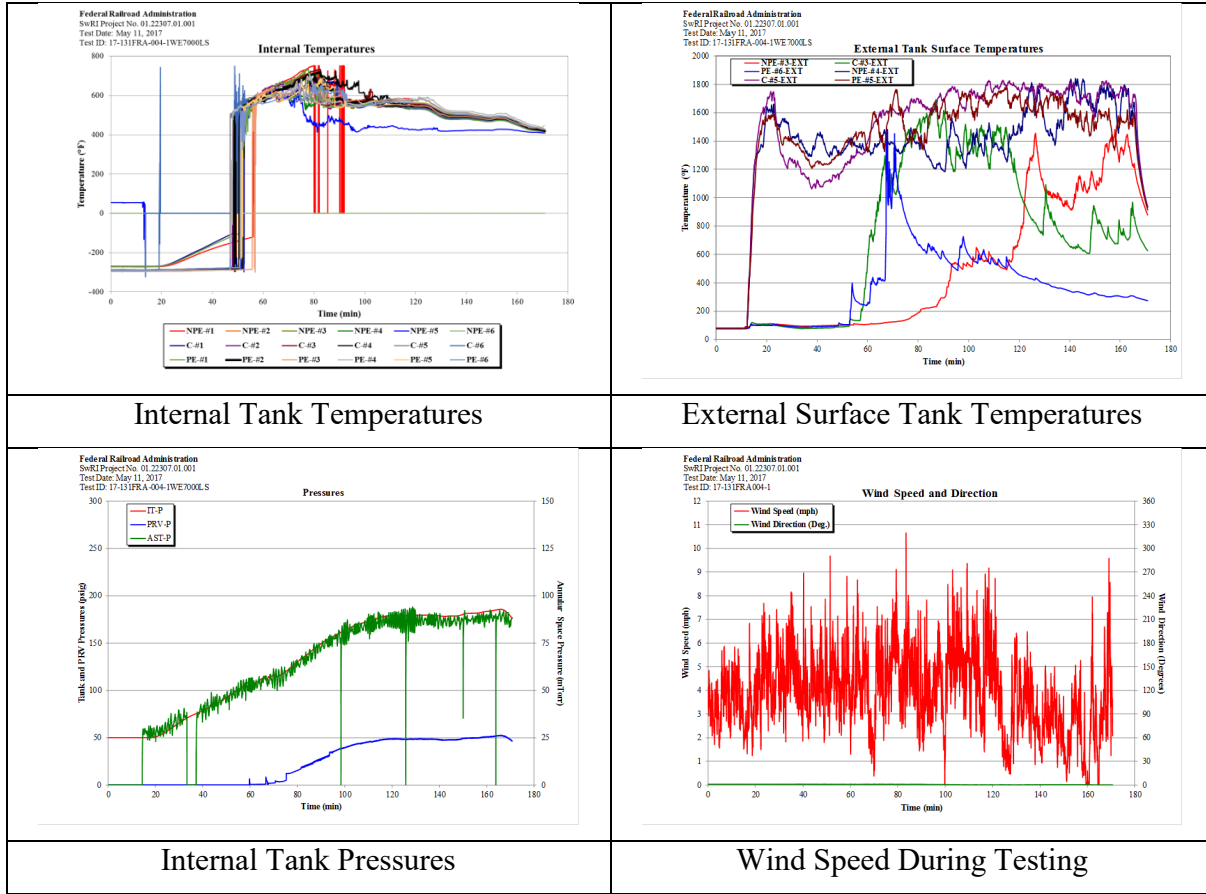 Federal Railroad Administration
SwRI Project No. 01.22307.01.001
Test Date: May 11, 2017
Test ID: 17-131FRA-004-1WE7000LS
Internal Temperatures
800
600
400
200
0
-200
-400
Temperature (°F)
0 20 40 60 80 100 120 140 160 180
Time (min)
NPE-#1 NPE-#2 NPE-#3 NPE-#4 NPE-#5 NPE-#6
C-#1 C-#2 C-#3 C-#4 C-#5 C-#6
PE-#1 PE-#2 PE-#3 PE-#4 PE-#5 PE-#6
Internal Tank Temperatures
Federal Railroad Administration
SwRI Project No. 01.22307.01.001
Test Date: May 11, 2017
Test ID: 17-131FRA-004-1WE7000LS
External Tank Surface Temperatures
NPE-#3-EXT C-#3-EXT
PE-#6-EXT NPE-#4-EXT
C-#5-EXT PE-#5-EXT
2000
1800
1600
1400
1200
1000
800
600
400
200
0
Temperature (°F)
0 20 40 60 80 100 120 140 160 180
Time (min)
External Surface Tank Temperatures
Federal Railroad Administration
SwRI Project No. 01.22307.01.001
Test Date: May 11, 2017
Test ID: 17-131FRA-004-1WE7000LS
Pressures
IT-P
PRV-P
AST-P
300
250
200
150
100
50
0
Tank and PRV Pressures (psig)
150
125
100
75
50
25
0
Annular Space Pressure (mTorr)
0 20 40 60 80 100 120 140 160 180
Time (min)
Internal Tank Pressures
Federal Railroad Administration
SwRI Project No. 01.22307.01.001
Test Date: May 11, 2017
Test ID: 17-131FRA004-1
Wind Speed and Direction
Wind Speed (mph)
Wind Direction (Deg.)
12
11
10
9
8
7
6
5
4
3
2
1
0
Wind Speed (mph)
360
330
300
270
240
210
180
150
120
90
60
30
0
Wind Direction (Degrees)
0 20 40 60 80 100 120 140 160 180
Time (min)
Wind Speed During Testing